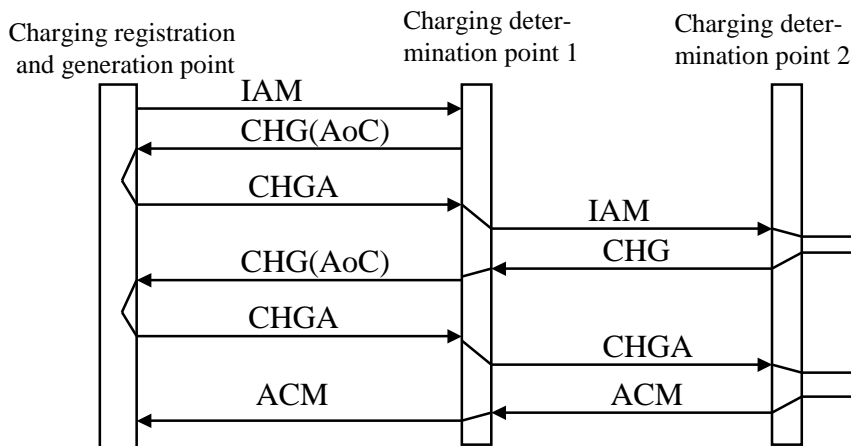 Charging registration
and generation point
Charging deter-
mination point 1
Charging deter-
mination point 2
IAM
CHG(AoC)
CHGA
IAM
CHG(AoC)
CHG
CHGA
CHGA
ACM
ACM